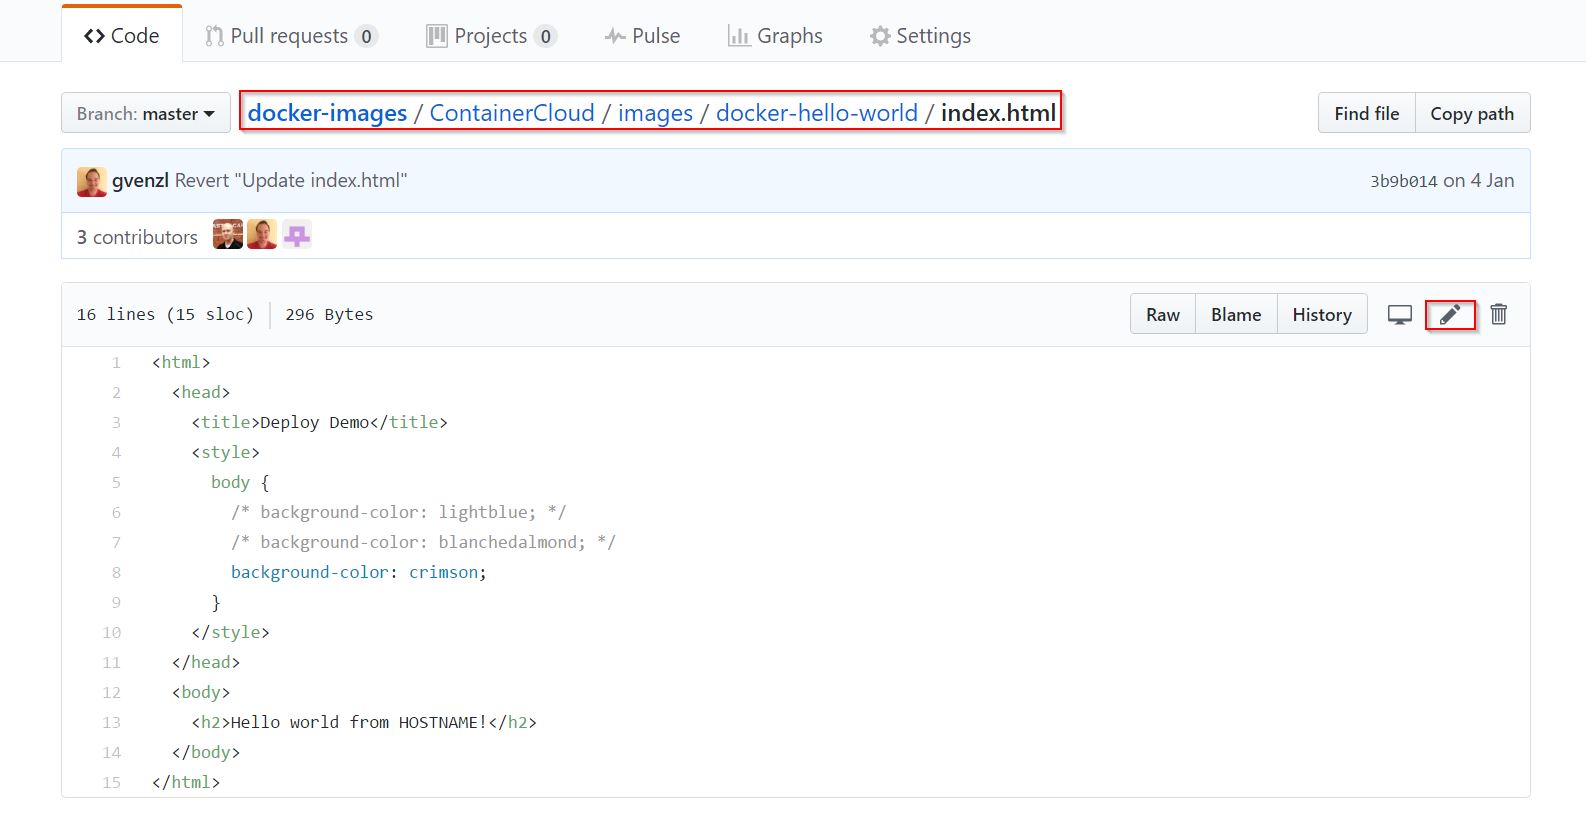 Code Pull requests 0 Projects 0 Pulse Graphs Settings
Branch: master docker-images / ContainerCloud / images / docker-hello-world / index.html Find file Copy path
gvenzl Revert "Update index.html" 3b9b014 on 4 Jan
3 contributors
16 lines (15 sloc) 296 Bytes Raw Blame History
1 <html>
2 <head>
3 <title>Deploy Demo</title>
4 <style>
5 body {
6 /* background-color: lightblue; */
7 /* background-color: blanchedalmond; */
8 background-color: crimson;
9 }
10 </style>
11 </head>
12 <body>
13 <h2>Hello world from HOSTNAME!</h2>
14 </body>
15 </html>